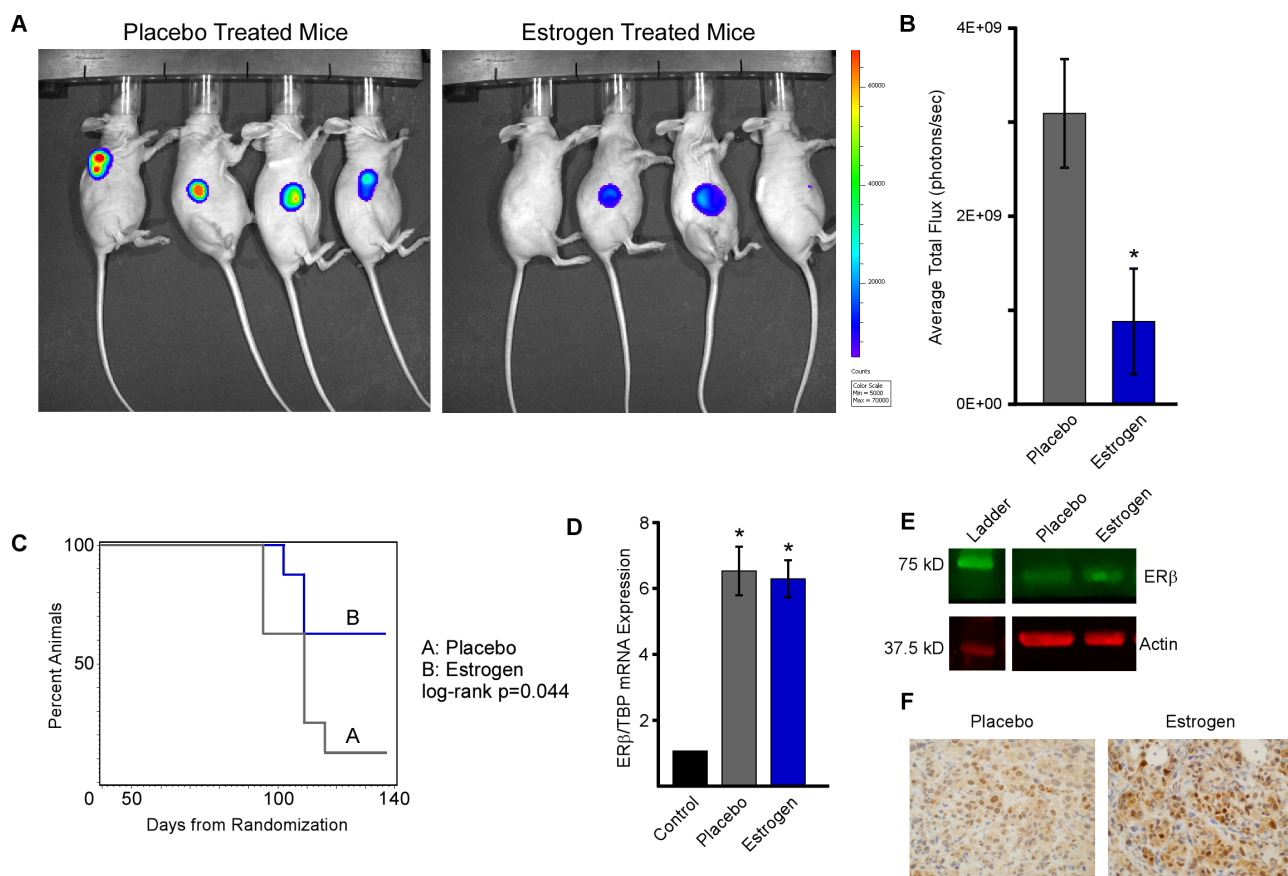 A
Placebo Treated Mice
Estrogen Treated Mice
60000
40000
20000
Counts
Color Scale
Min = 5000
Max = 70000
B
Average Total Flux (photons/sec)
4E+09
2E+09
0E+00
*
Placebo
Estrogen
C
Percent Animals
100
50
0
50
100
140
Days from Randomization
B
A
A: Placebo
B: Estrogen
log-rank p=0.044
D
ERβ/TBP mRNA Expression
8
6
4
2
*
*
Control
Placebo
Estrogen
E
Ladder
Placebo
Estrogen
75 kD
ERβ
37.5 kD
Actin
F
Placebo
Estrogen